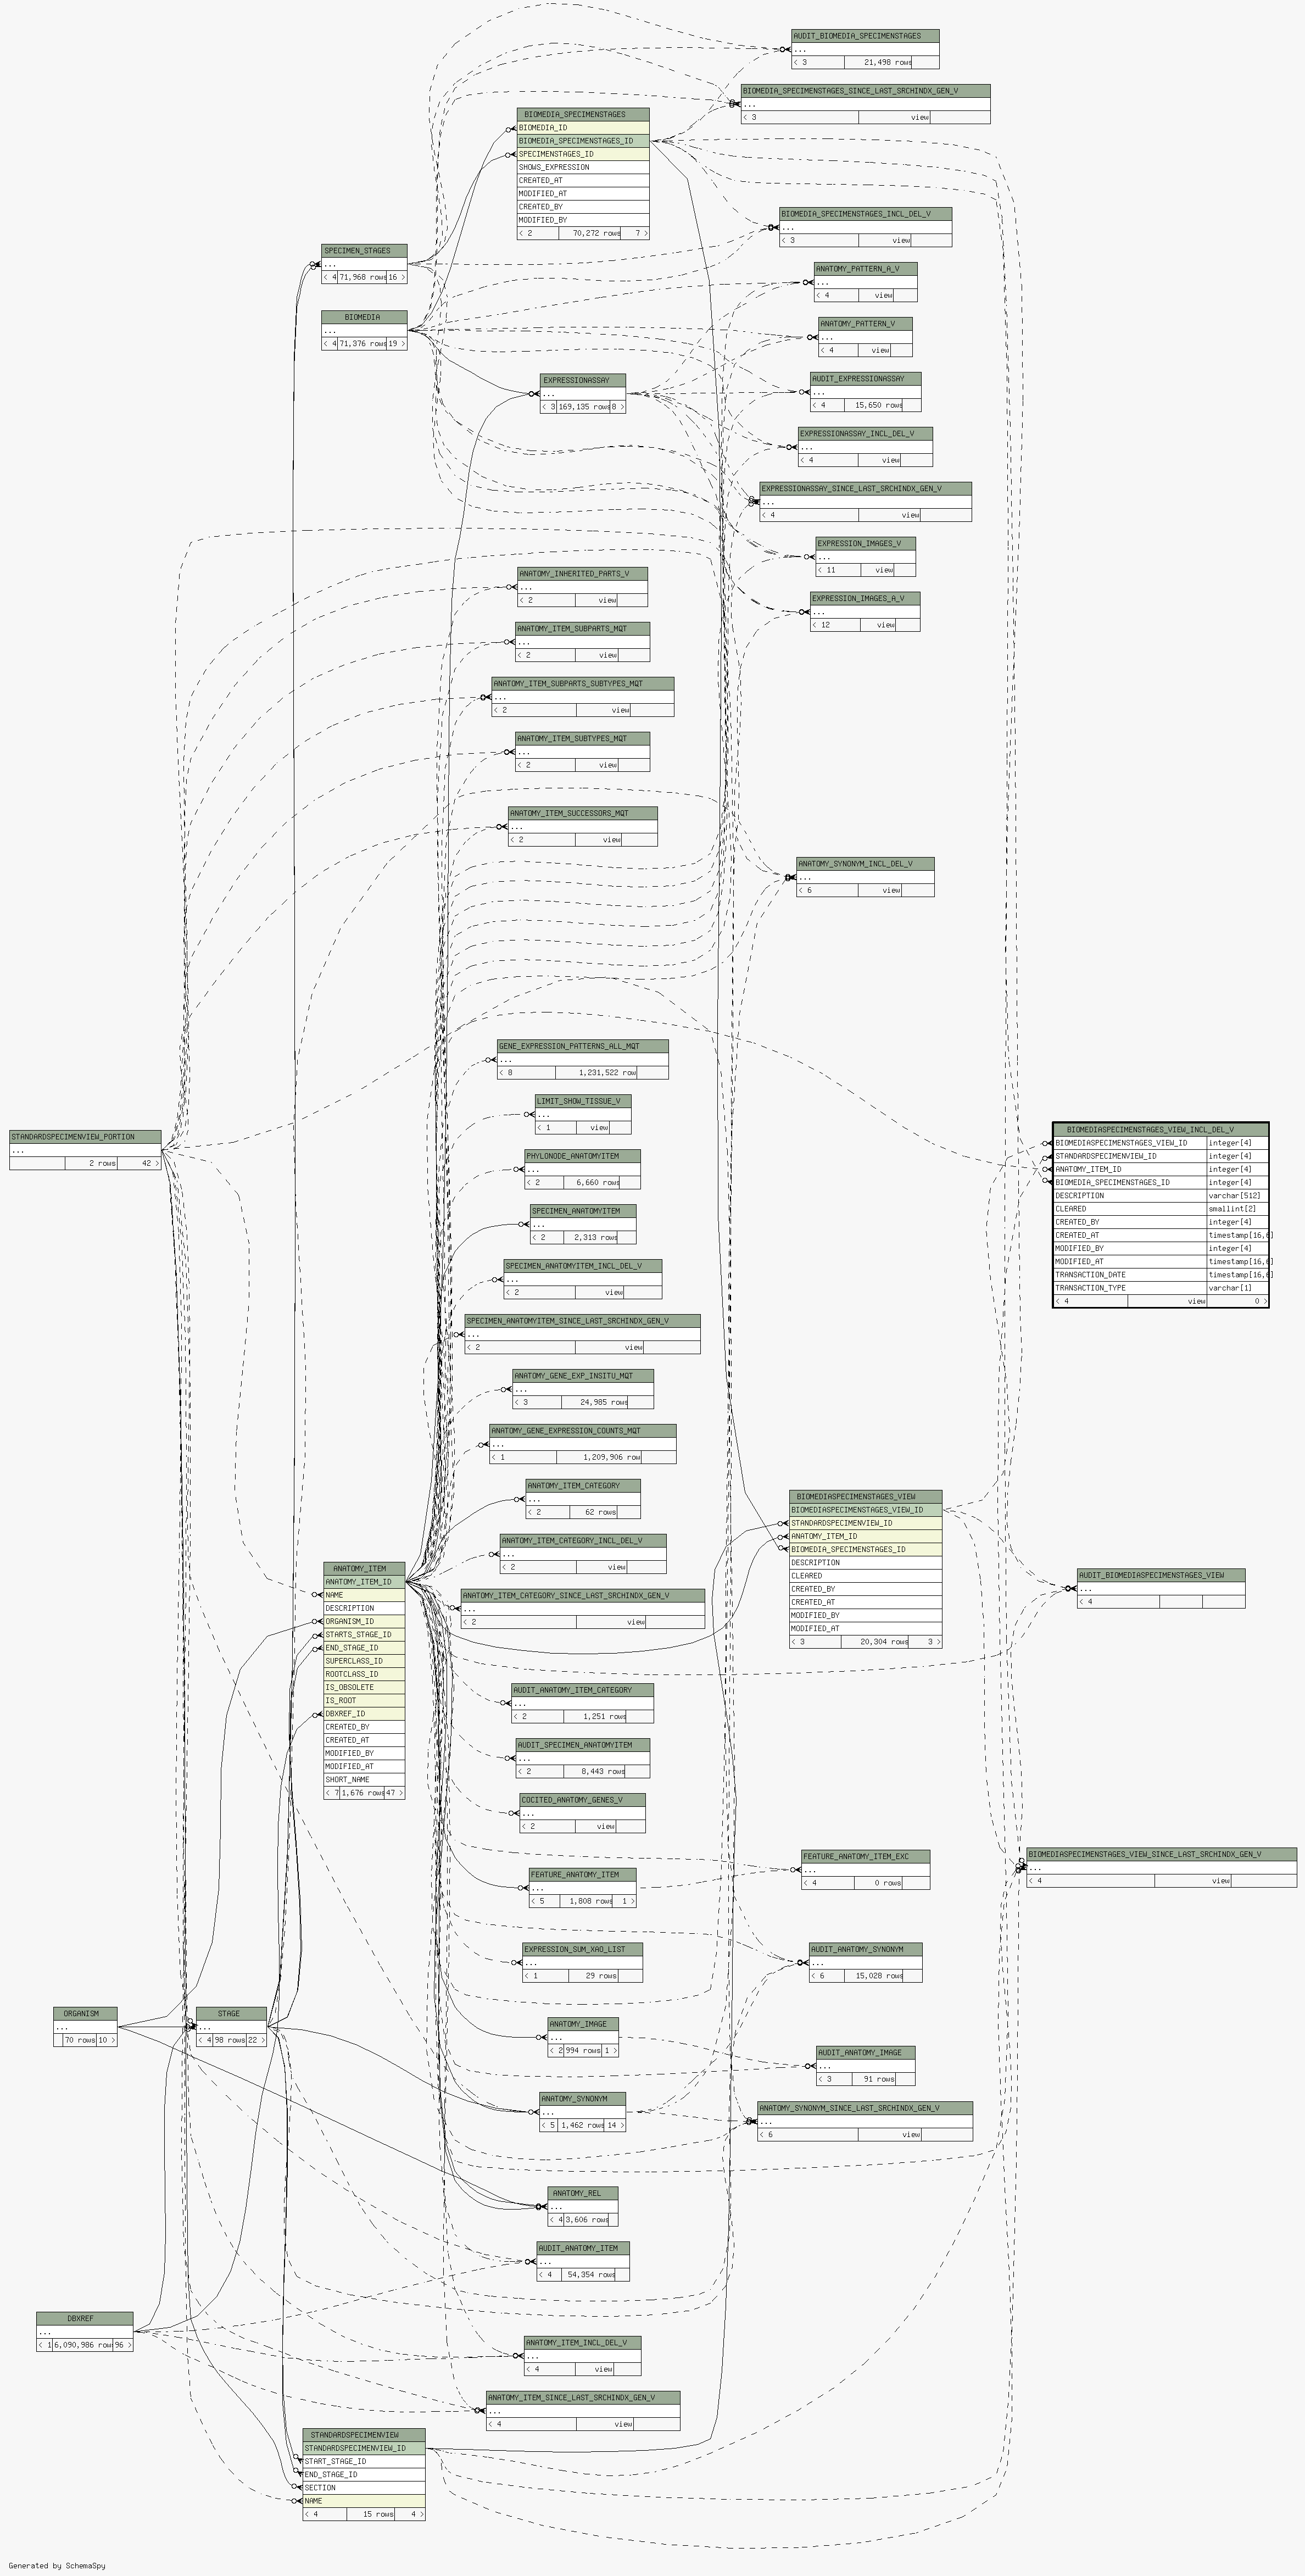 AUDIT_BIOMEDIA_SPECIMENSTAGES
...
< 3 21,498 rows
BIOMEDIA_SPECIMENSTAGES_SINCE_LAST_SRCHINDX_GEN_V
...
< 3 view
BIOMEDIA_SPECIMENSTAGES
BIOMEDIA_ID
BIOMEDIA_SPECIMENSTAGES_ID
SPECIMENSTAGES_ID
SHOWS_EXPRESSION
CREATED_AT
MODIFIED_AT
CREATED_BY
MODIFIED_BY
< 2 70,272 rows 7 >
BIOMEDIA_SPECIMENSTAGES_INCL_DEL_V
...
< 3 view
SPECIMEN_STAGES
...
< 4 71,968 rows 16 >
ANATOMY_PATTERN_A_V
...
< 4 view
BIOMEDIA
...
< 4 71,376 rows 19 >
ANATOMY_PATTERN_V
...
< 4 view
EXPRESSIONASSAY
...
< 3 169,135 rows 8 >
AUDIT_EXPRESSIONASSAY
...
< 4 15,650 rows
EXPRESSIONASSAY_INCL_DEL_V
...
< 4 view
EXPRESSIONASSAY_SINCE_LAST_SRCHINDX_GEN_V
...
< 4 view
EXPRESSION_IMAGES_V
...
< 11 view
ANATOMY_INHERITED_PARTS_V
...
< 2 view
EXPRESSION_IMAGES_A_V
...
< 12 view
ANATOMY_ITEM_SUBPARTS_MQT
...
< 2 view
ANATOMY_ITEM_SUBPARTS_SUBTYPES_MQT
...
< 2 view
ANATOMY_ITEM_SUBTYPES_MQT
...
< 2 view
ANATOMY_ITEM_SUCCESSORS_MQT
...
< 2 view
ANATOMY_SYNONYM_INCL_DEL_V
...
< 6 view
GENE_EXPRESSION_PATTERNS_ALL_MQT
...
< 8 1,231,522 row
LIMIT_SHOW_TISSUE_V
...
< 1 view
STANDARDSPECIMENVIEW_PORTION
...
2 rows 42 >
BIOMEDIASPECIMENSTAGES_VIEW_INCL_DEL_V
BIOMEDIASPECIMENSTAGES_VIEW_ID integer[4]
STANDARDSPECIMENVIEW_ID integer[4]
ANATOMY_ITEM_ID integer[4]
BIOMEDIA_SPECIMENSTAGES_ID integer[4]
DESCRIPTION varchar[512]
CLEARED smallint[2]
CREATED_BY integer[4]
CREATED_AT timestamp[16,6]
MODIFIED_BY integer[4]
MODIFIED_AT timestamp[16,6]
TRANSACTION_DATE timestamp[16,6]
TRANSACTION_TYPE varchar[1]
< 4 view 0 >
PHYLONODE_ANATOMYITEM
...
< 2 6,660 rows
SPECIMEN_ANATOMYITEM
...
< 2 2,313 rows
SPECIMEN_ANATOMYITEM_INCL_DEL_V
...
< 2 view
SPECIMEN_ANATOMYITEM_SINCE_LAST_SRCHINDX_GEN_V
...
< 2 view
ANATOMY_GENE_EXP_INSITU_MQT
...
< 3 24,985 rows
ANATOMY_GENE_EXPRESSION_COUNTS_MQT
...
< 1 1,209,906 row
ANATOMY_ITEM_CATEGORY
...
< 2 62 rows
BIOMEDIASPECIMENSTAGES_VIEW
BIOMEDIASPECIMENSTAGES_VIEW_ID
STANDARDSPECIMENVIEW_ID
ANATOMY_ITEM_ID
BIOMEDIA_SPECIMENSTAGES_ID
DESCRIPTION
CLEARED
CREATED_BY
CREATED_AT
MODIFIED_BY
MODIFIED_AT
< 3 20,304 rows 3 >
ANATOMY_ITEM_CATEGORY_INCL_DEL_V
...
< 2 view
ANATOMY_ITEM
ANATOMY_ITEM_ID
NAME
DESCRIPTION
ORGANISM_ID
STARTS_STAGE_ID
END_STAGE_ID
SUPERCLASS_ID
ROOTCLASS_ID
IS_OBSOLETE
IS_ROOT
DBXREF_ID
CREATED_BY
CREATED_AT
MODIFIED_BY
MODIFIED_AT
SHORT_NAME
< 7 1,676 rows 47 >
AUDIT_BIOMEDIASPECIMENSTAGES_VIEW
...
< 4
ANATOMY_ITEM_CATEGORY_SINCE_LAST_SRCHINDX_GEN_V
...
< 2 view
AUDIT_ANATOMY_ITEM_CATEGORY
...
< 2 1,251 rows
AUDIT_SPECIMEN_ANATOMYITEM
...
< 2 8,443 rows
COCITED_ANATOMY_GENES_V
...
< 2 view
BIOMEDIASPECIMENSTAGES_VIEW_SINCE_LAST_SRCHINDX_GEN_V
...
< 4 view
FEATURE_ANATOMY_ITEM_EXC
...
< 4 0 rows
FEATURE_ANATOMY_ITEM
...
< 5 1,808 rows 1 >
EXPRESSION_SUM_XAO_LIST
...
< 1 29 rows
AUDIT_ANATOMY_SYNONYM
...
< 6 15,028 rows
ORGANISM
...
70 rows 10 >
STAGE
...
< 4 98 rows 22 >
ANATOMY_IMAGE
...
< 2 994 rows 1 >
AUDIT_ANATOMY_IMAGE
...
< 3 91 rows
ANATOMY_SYNONYM
...
< 5 1,462 rows 14 >
ANATOMY_SYNONYM_SINCE_LAST_SRCHINDX_GEN_V
...
< 6 view
ANATOMY_REL
...
< 4 3,606 rows
AUDIT_ANATOMY_ITEM
...
< 4 54,354 rows
DBXREF
...
< 1 6,090,986 row 96 >
ANATOMY_ITEM_INCL_DEL_V
...
< 4 view
ANATOMY_ITEM_SINCE_LAST_SRCHINDX_GEN_V
...
< 4 view
STANDARDSPECIMENVIEW
STANDARDSPECIMENVIEW_ID
START_STAGE_ID
END_STAGE_ID
SECTION
NAME
< 4 15 rows 4 >
Generated by SchemaSpy